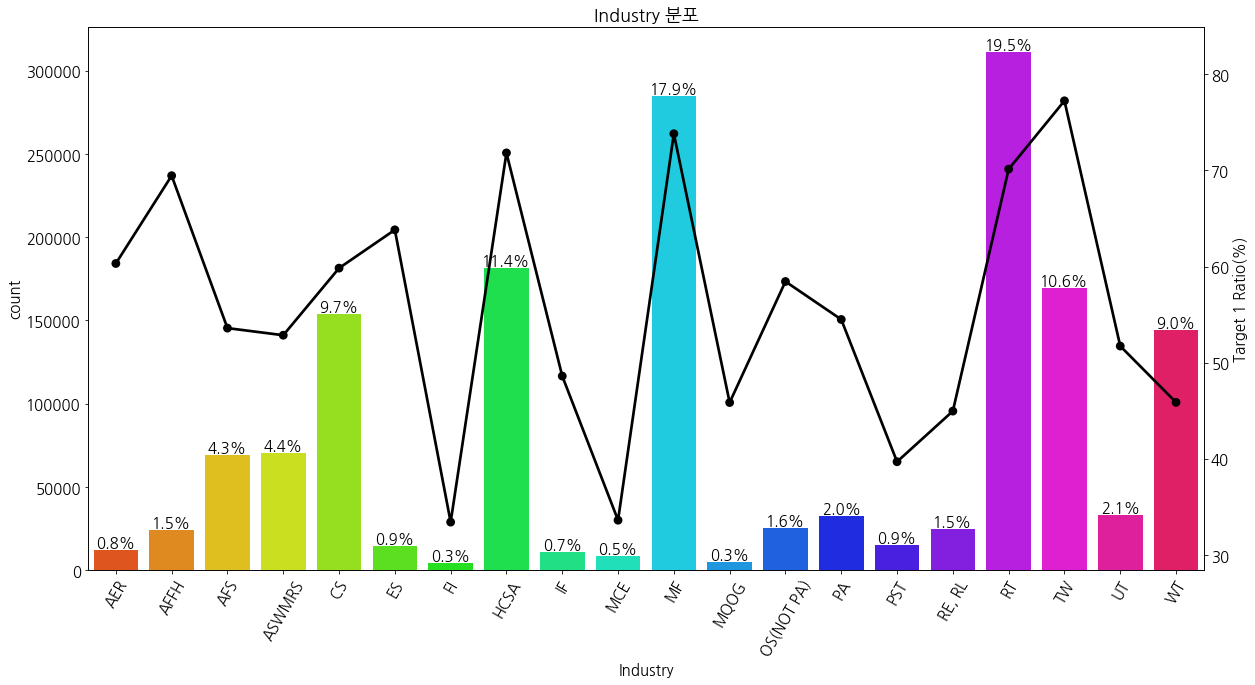 Industry 분포
19.5%
17.9%
11.4%
10.6%
9.7%
9.0%
4.3%
4.4%
0.8%
1.5%
0.9%
0.3%
0.7%
0.5%
0.3%
1.6%
2.0%
0.9%
1.5%
2.1%
count
300000
250000
200000
150000
100000
50000
0
Target 1 Ratio(%)
80
70
60
50
40
30
AER
AFFH
AFS
ASWMRS
CS
ES
FI
HCSA
IF
MCE
MF
MQOG
OS(NOT PA)
PA
PST
RE, RL
RT
TW
UT
WT
Industry